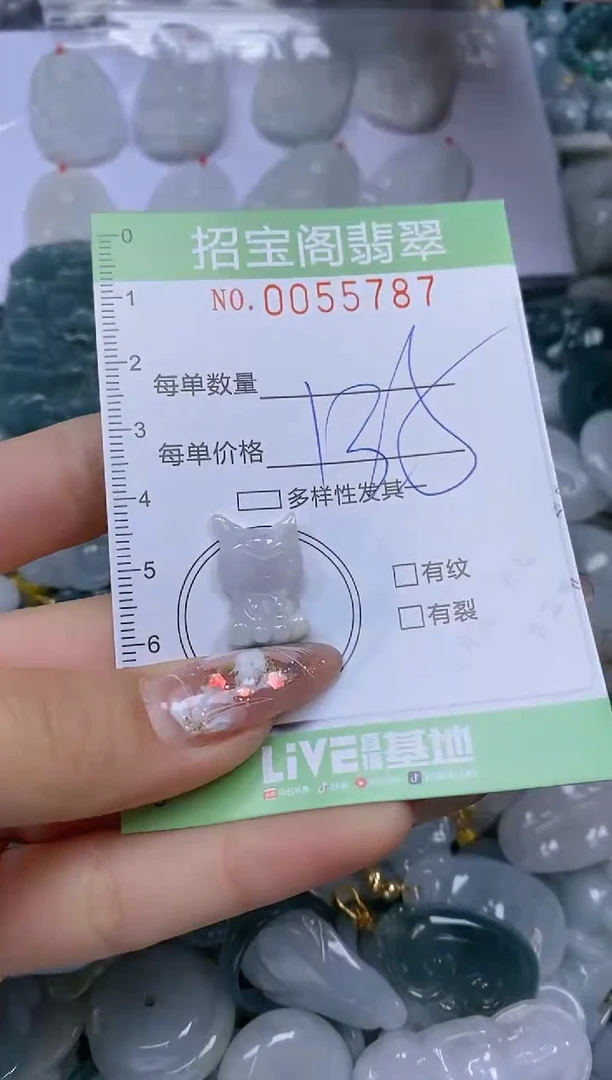 招宝阁翡翠
NO.0055787
0
1
2
3
4
5
6
每单数量
每单价格
138
多样性发其一
有纹
有裂
LiVE直播基地